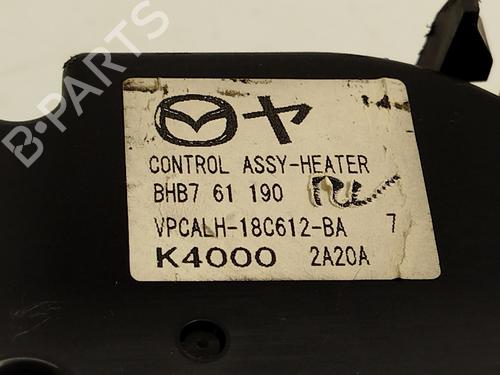 ヤ
CONTROL ASSY-HEATER
BHB7 61 190
VPCALH-18C612-BA 7
K4000 2A20A
B-PARTS